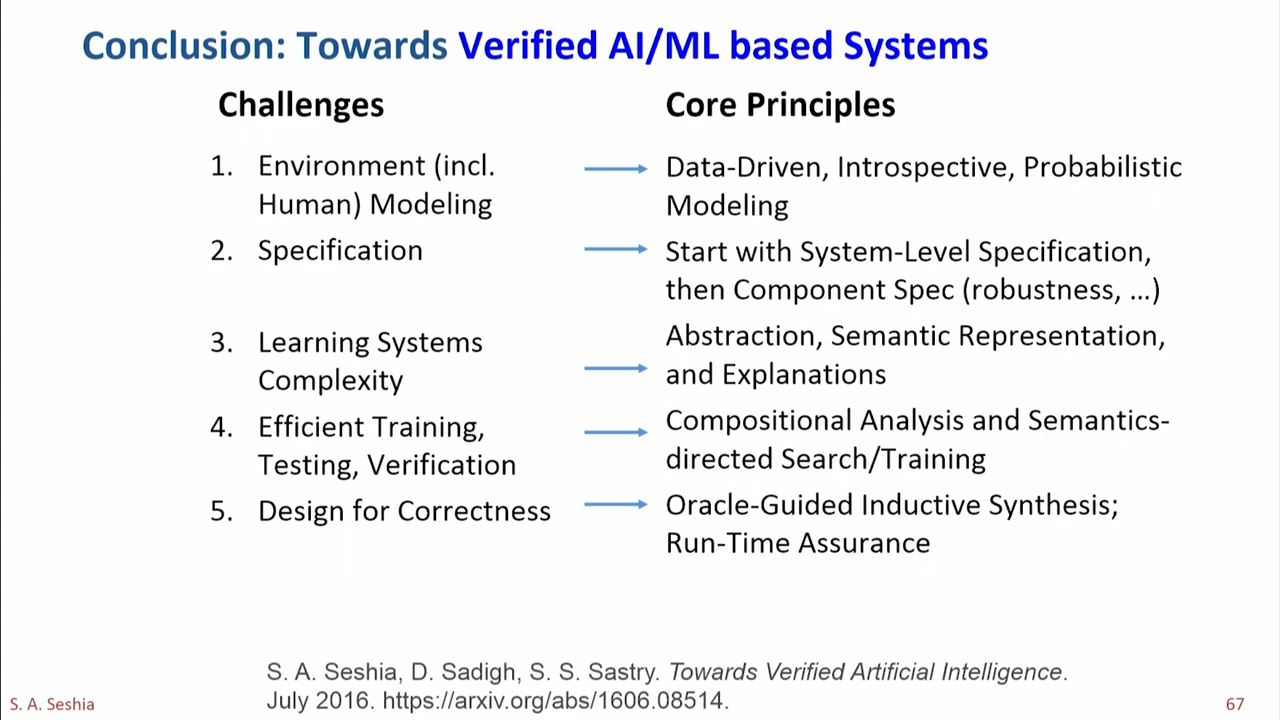 Conclusion: Towards Verified AI/ML based Systems
Challenges
Core Principles
1. Environment (incl.
Human) Modeling
Data-Driven, Introspective, Probabilistic
Modeling
2. Specification
Start with System-Level Specification,
then Component Spec (robustness, ...)
3. Learning Systems
Complexity
Abstraction, Semantic Representation,
and Explanations
4. Efficient Training,
Testing, Verification
Compositional Analysis and Semantics-
directed Search/Training
5. Design for Correctness
Oracle-Guided Inductive Synthesis;
Run-Time Assurance
S. A. Seshia, D. Sadigh, S. S. Sastry. Towards Verified Artificial Intelligence.
July 2016. https://arxiv.org/abs/1606.08514.
S. A. Seshia
67